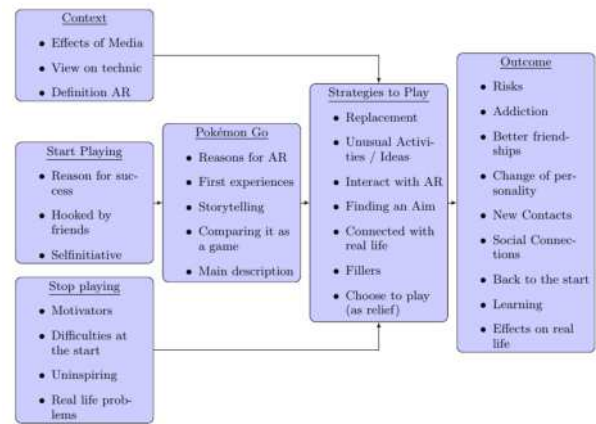 Context
• Effects of Media
• View on technic
• Definition AR
Start Playing
• Reason for suc-
cess
• Hooked by
friends
• Selfinitiative
Stop playing
• Motivators
• Difficulties at
the start
• Uninspiring
• Real life prob-
lems
Pokémon Go
• Reasons for AR
• First experiences
• Storytelling
• Comparing it as
a game
• Main description
Strategies to Play
• Replacement
• Unusual Activi-
ties / Ideas
• Interact with AR
• Finding an Aim
• Connected with
real life
• Fillers
• Choose to play
(as relief)
Outcome
• Risks
• Addiction
• Better friend-
ships
• Change of per-
sonality
• New Contacts
• Social Connec-
tions
• Back to the start
• Learning
• Effects on real
life